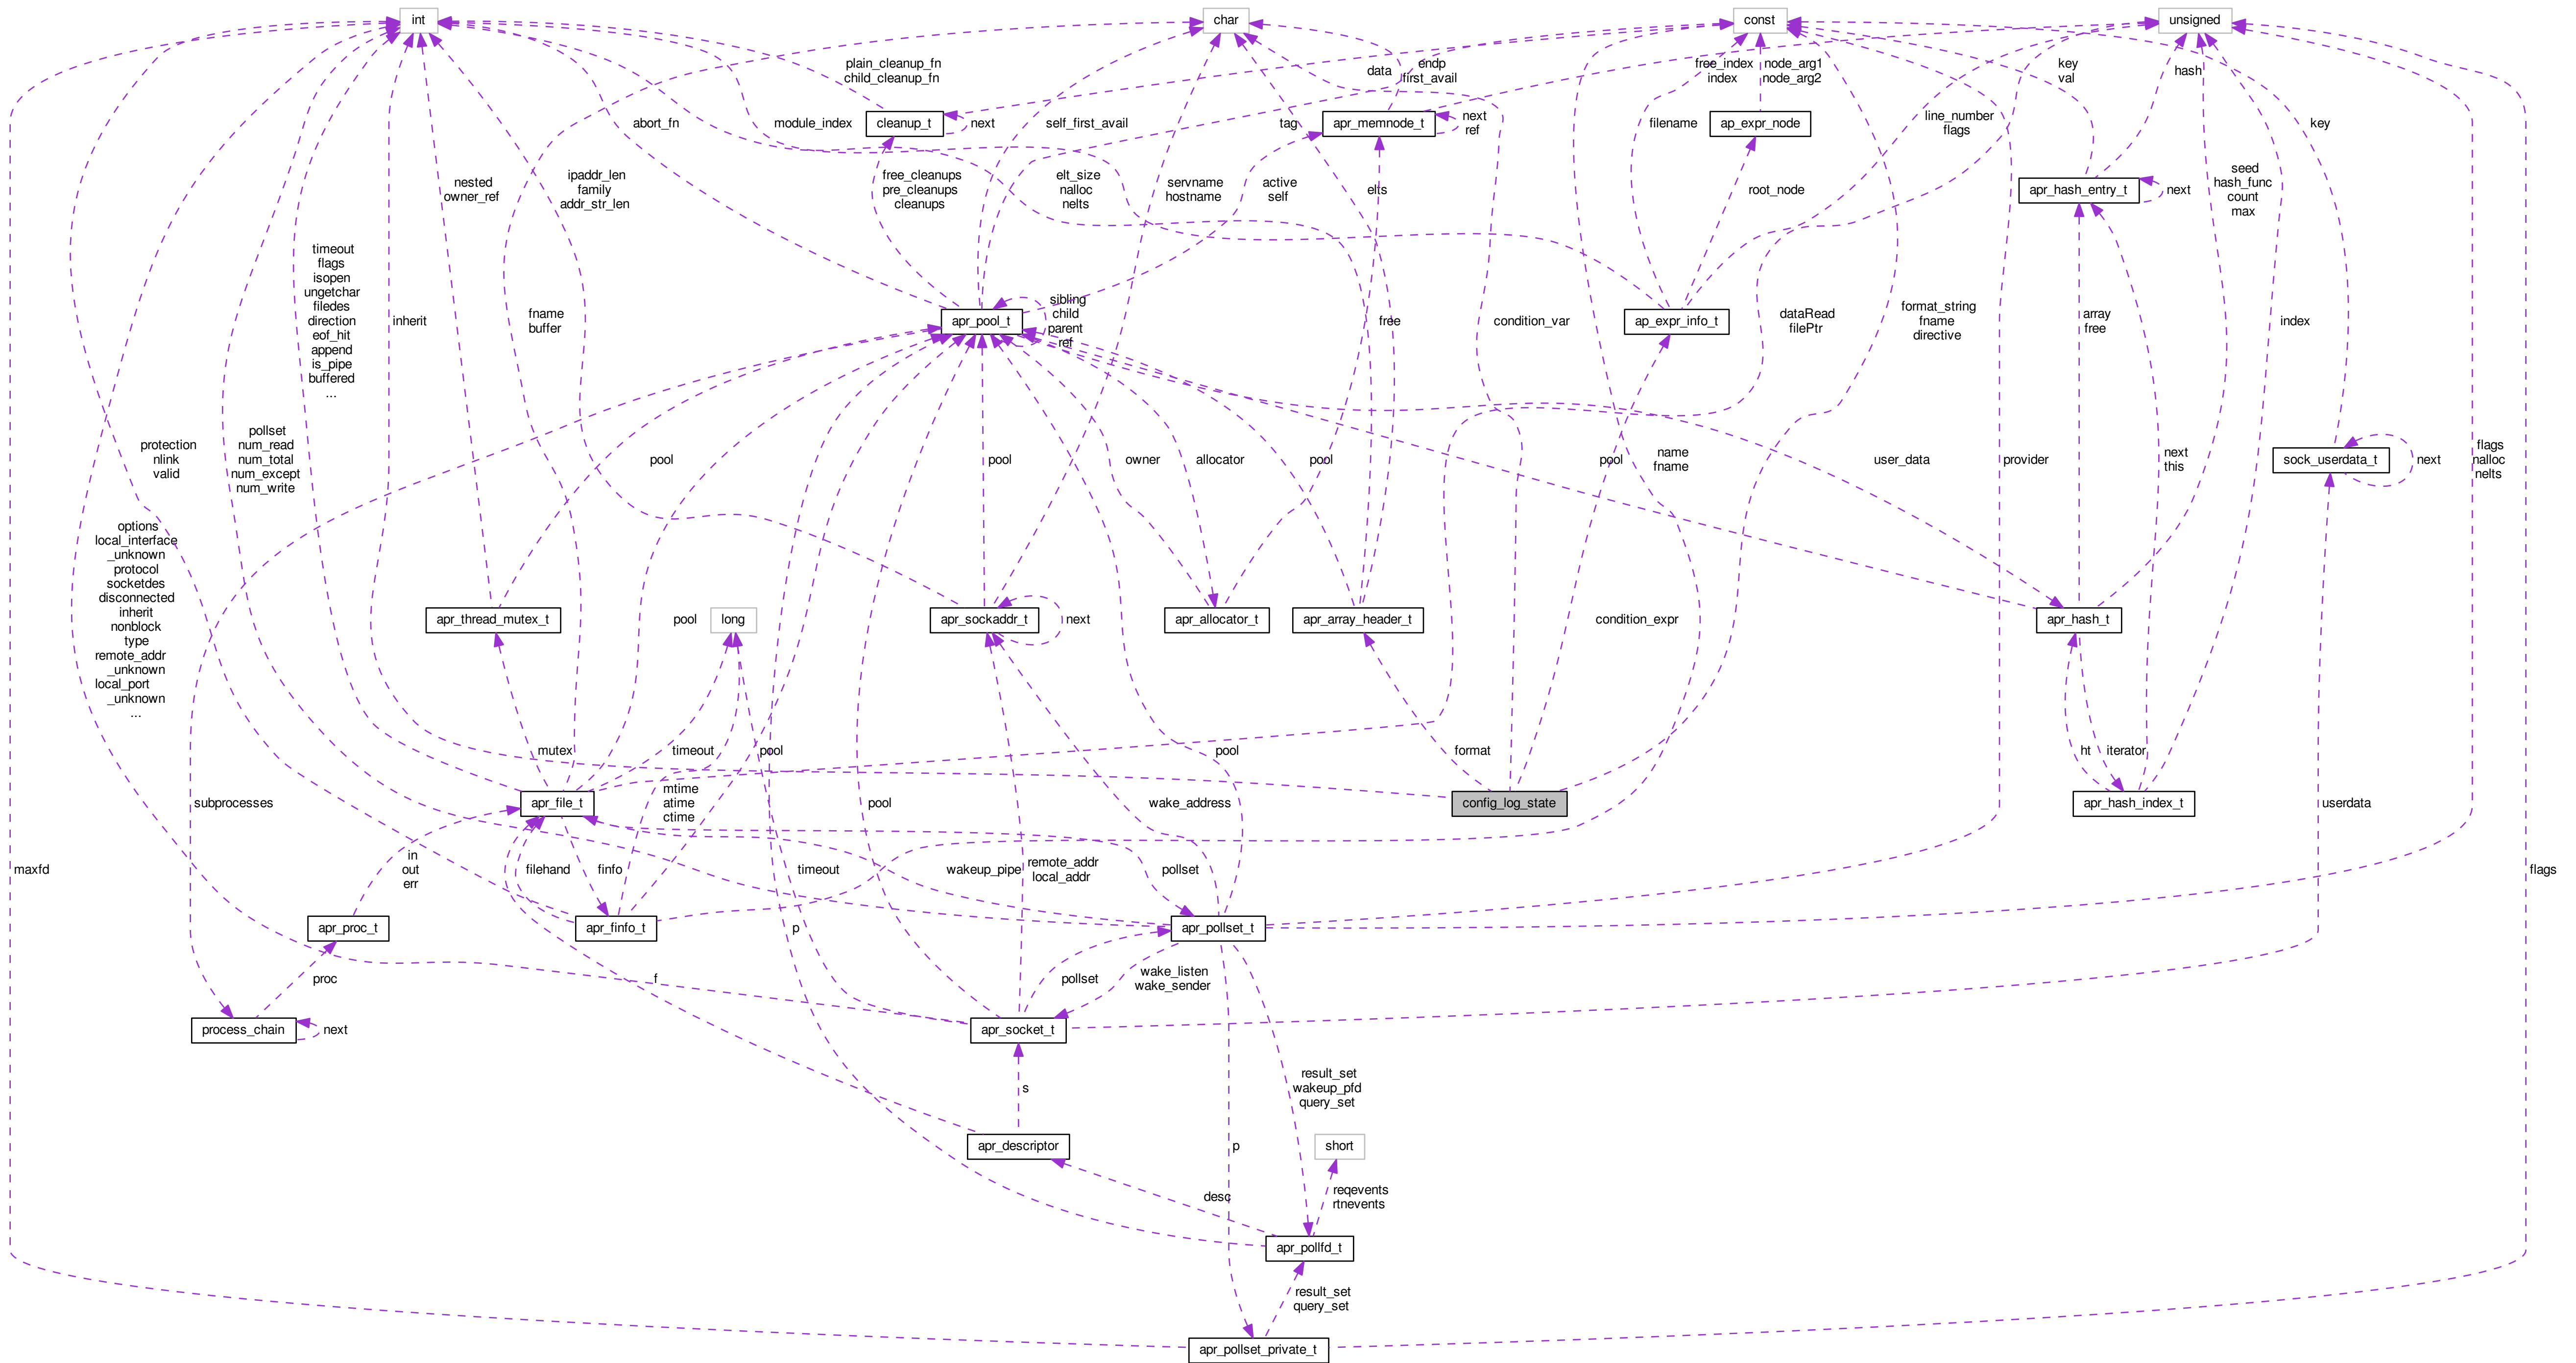 int
char
const
unsigned
plain_cleanup_fn
child_cleanup_fn
data
endp
first_avail
free_index
index
node_arg1
node_arg2
key
val
hash
abort_fn
module_index
cleanup_t
next
self_first_avail
tag
apr_memnode_t
next
ref
filename
ap_expr_node
line_number
flags
key
nested
owner_ref
ipaddr_len
family
addr_str_len
free_cleanups
pre_cleanups
cleanups
elt_size
nalloc
nelts
servname
hostname
active
self
elts
root_node
apr_hash_entry_t
next
seed
hash_func
count
max
timeout
flags
isopen
ungetchar
filedes
direction
eof_hit
append
is_pipe
buffered
...
inherit
fname
buffer
apr_pool_t
sibling
child
parent
ref
free
condition_var
ap_expr_info_t
dataRead
filePtr
format_string
fname
directive
array
free
index
protection
nlink
valid
pollset
num_read
num_total
num_except
num_write
pool
pool
owner
allocator
pool
pool
name
fname
user_data
provider
next
this
sock_userdata_t
next
flags
nalloc
nelts
options
local_interface
_unknown
protocol
socketdes
disconnected
inherit
nonblock
type
remote_addr
_unknown
local_port
_unknown
...
apr_thread_mutex_t
pool
long
apr_sockaddr_t
next
apr_allocator_t
apr_array_header_t
condition_expr
apr_hash_t
mutex
timeout
pool
pool
format
ht
iterator
subprocesses
apr_file_t
mtime
atime
ctime
pool
wake_address
config_log_state
apr_hash_index_t
userdata
maxfd
in
out
err
filehand
finfo
timeout
wakeup_pipe
remote_addr
local_addr
pollset
flags
apr_proc_t
apr_finfo_t
p
apr_pollset_t
proc
f
pollset
wake_listen
wake_sender
process_chain
next
apr_socket_t
s
result_set
wakeup_pfd
query_set
apr_descriptor
p
short
desc
reqevents
rtnevents
apr_pollfd_t
result_set
query_set
apr_pollset_private_t